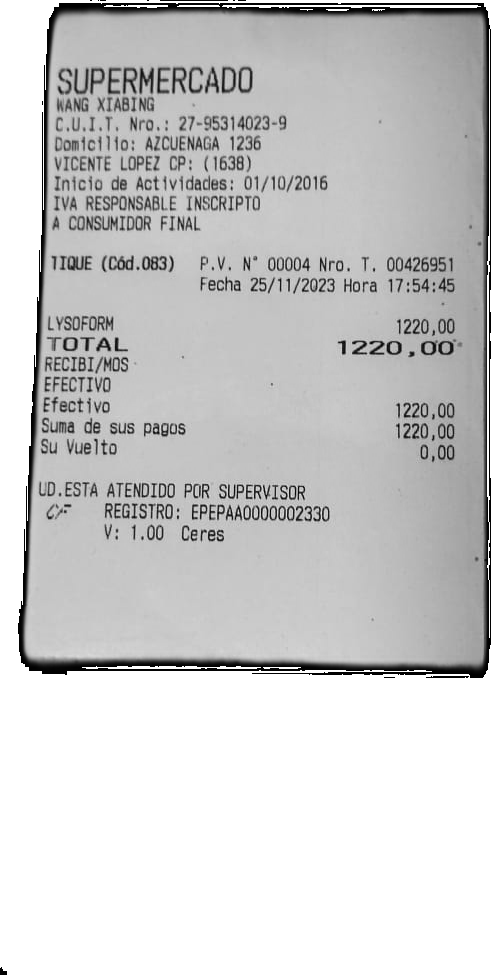 SUPERMERCADO
WANG XIABING
C.U.I.T. Nro.: 27-95314023-9
Domicilio: AZCUENAGA 1236
VICENTE LOPEZ CP: (1638)
Inicio de Actividades: 01/10/2016
IVA RESPONSABLE INSCRIPTO
A CONSUMIDOR FINAL
TIQUE (Cód.083) P.V. N° 00004 Nro. T. 00426951
Fecha 25/11/2023 Hora 17:54:45
LYSOFORM 1220,00
TOTAL 1220,00
RECIBI/MOS
EFECTIVO
Efectivo 1220,00
Suma de sus pagos 1220,00
Su Vuelto 0,00
UD.ESTA ATENDIDO POR SUPERVISOR
CF REGISTRO: EPEPAA0000002330
V: 1.00 Ceres